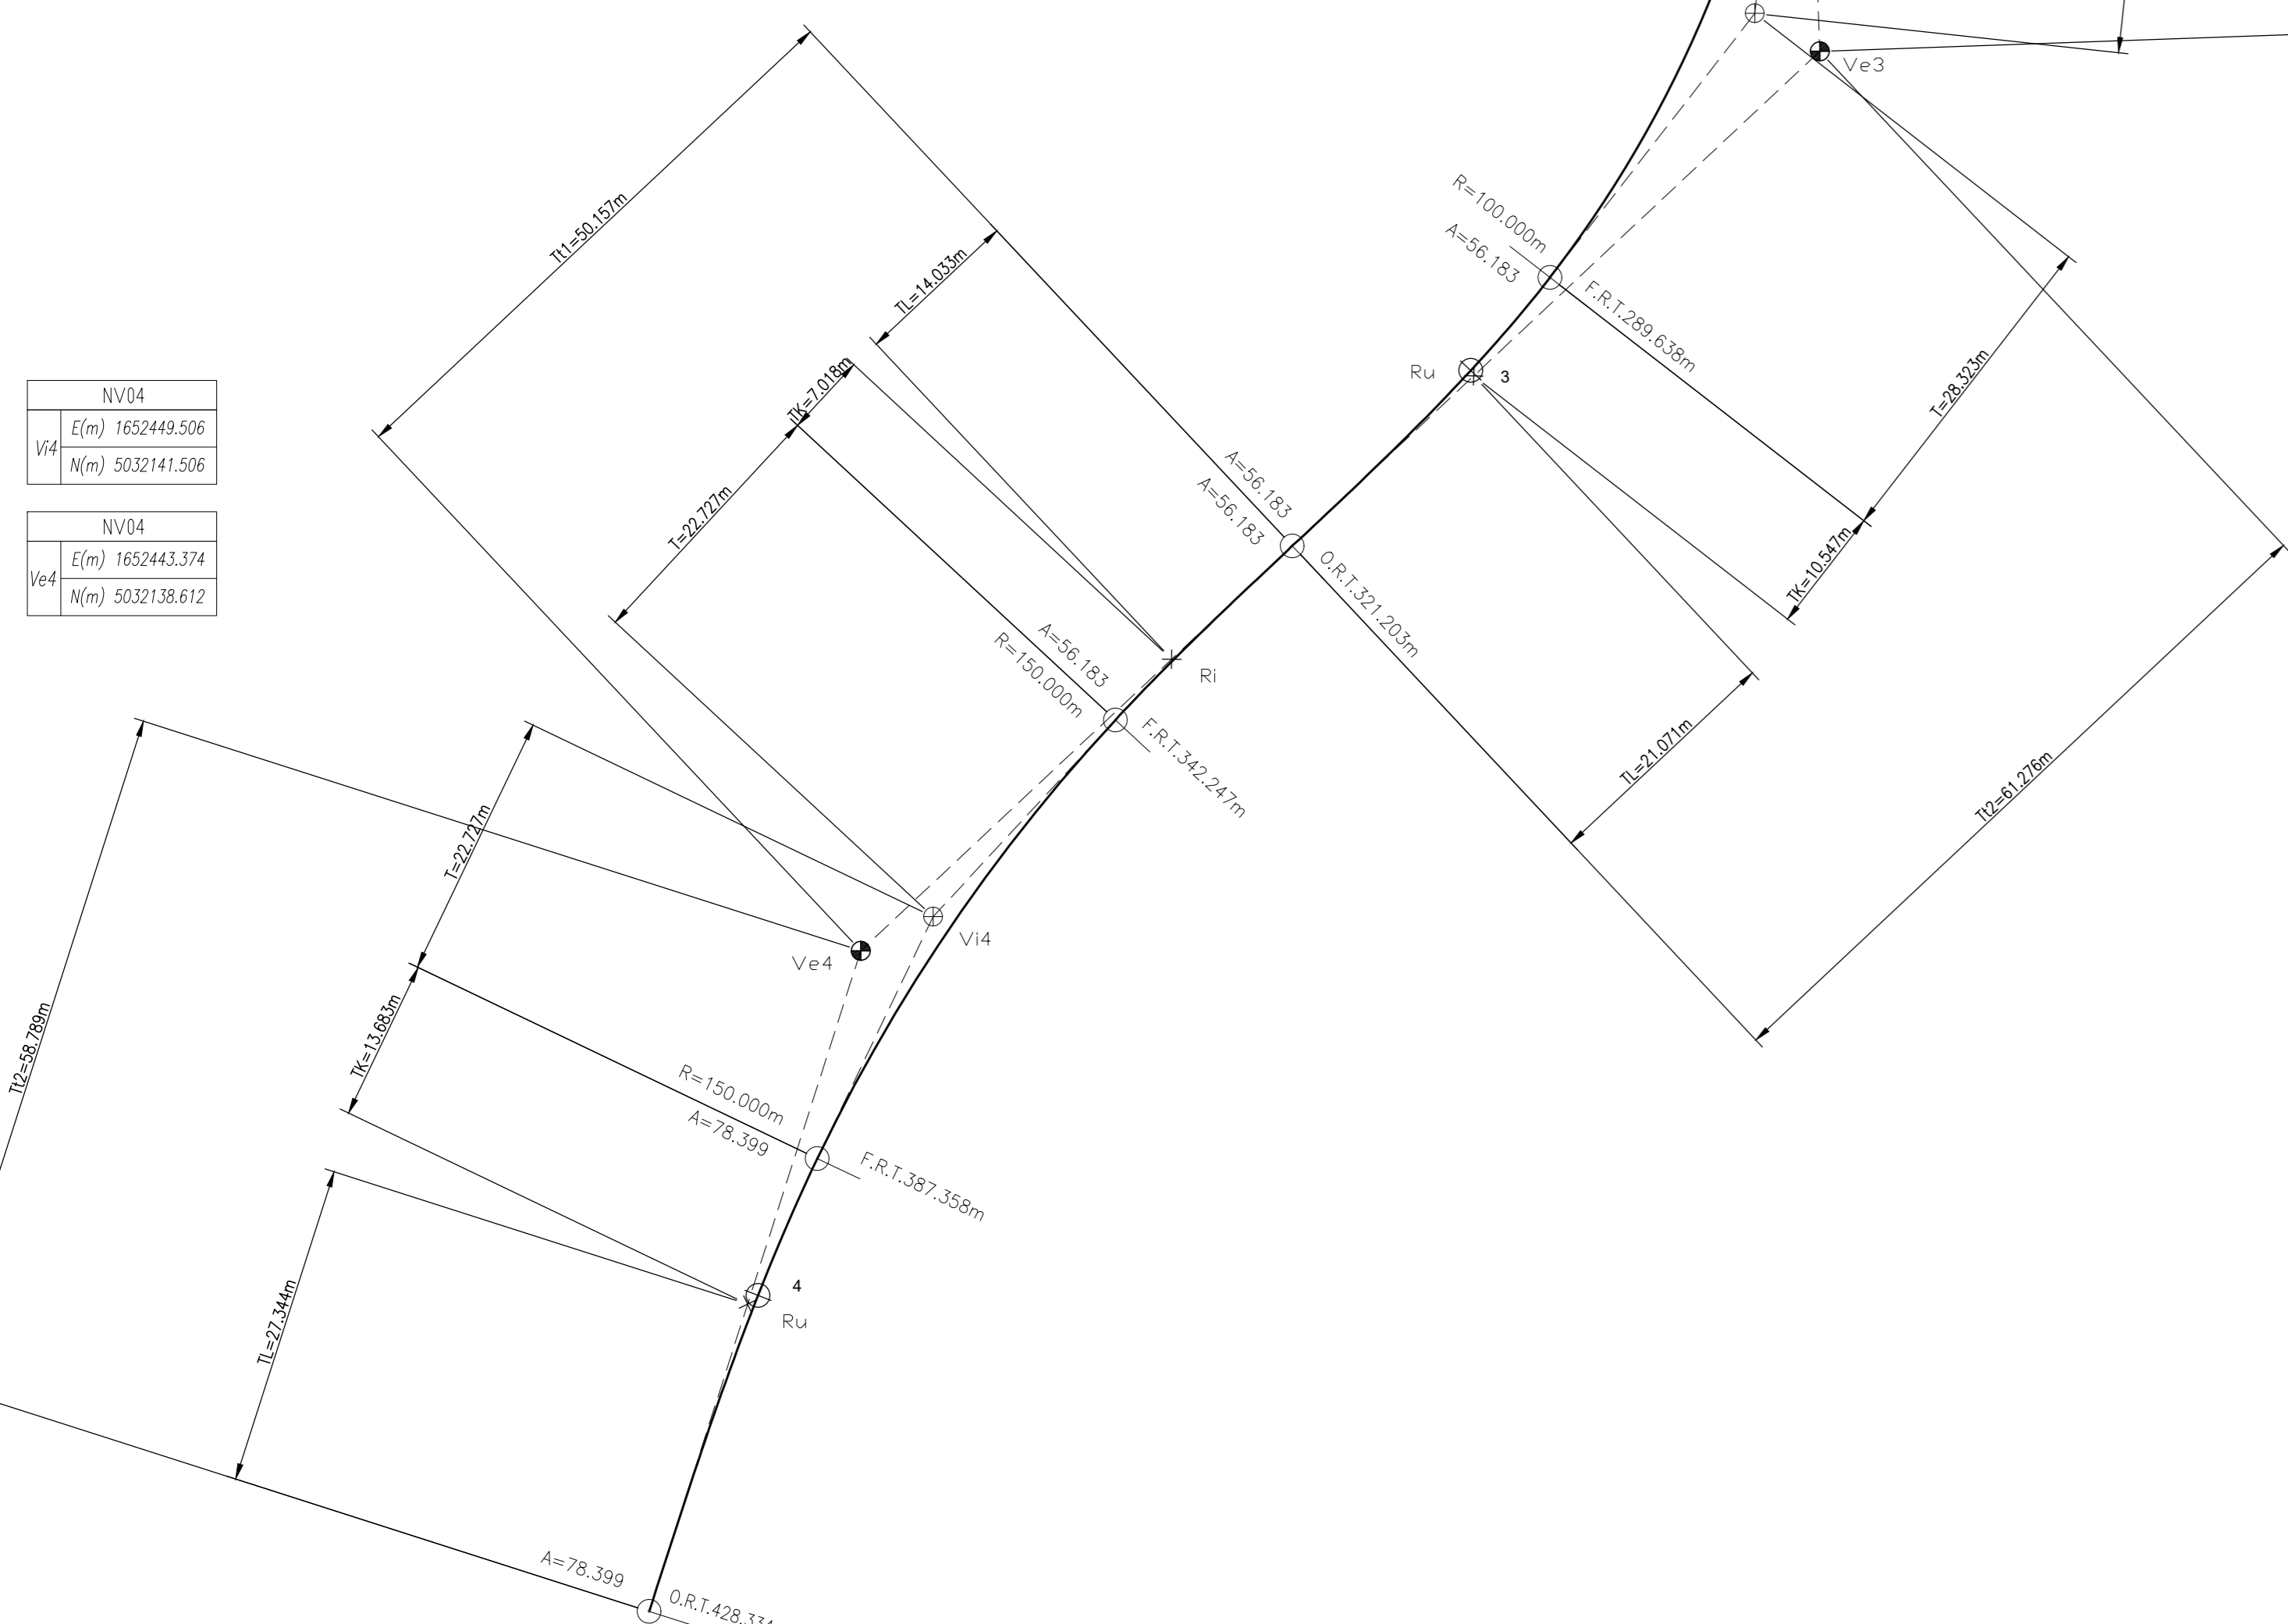 Ve3
Tt1=50.157m
R=100.000m
A=56.183
TL=14.033m
F.R.T.289.638m
TK=7.018m
Ru
3
T=28.323m
NV04
Vi4
E(m) 1652449.506
N(m) 5032141.506
T=22.727m
A=56.183
A=56.183
O.R.T.321.203m
TK=10.547m
NV04
Ve4
E(m) 1652443.374
N(m) 5032138.612
A=56.183
R=150.000m
Ri
F.R.T.342.247m
TL=21.071m
Tt2=61.276m
T=22.727m
Vi4
Ve4
Tt2=58.789m
TK=13.683m
R=150.000m
A=78.399
F.R.T.387.358m
4
Ru
TL=27.344m
A=78.399
O.R.T.428.334